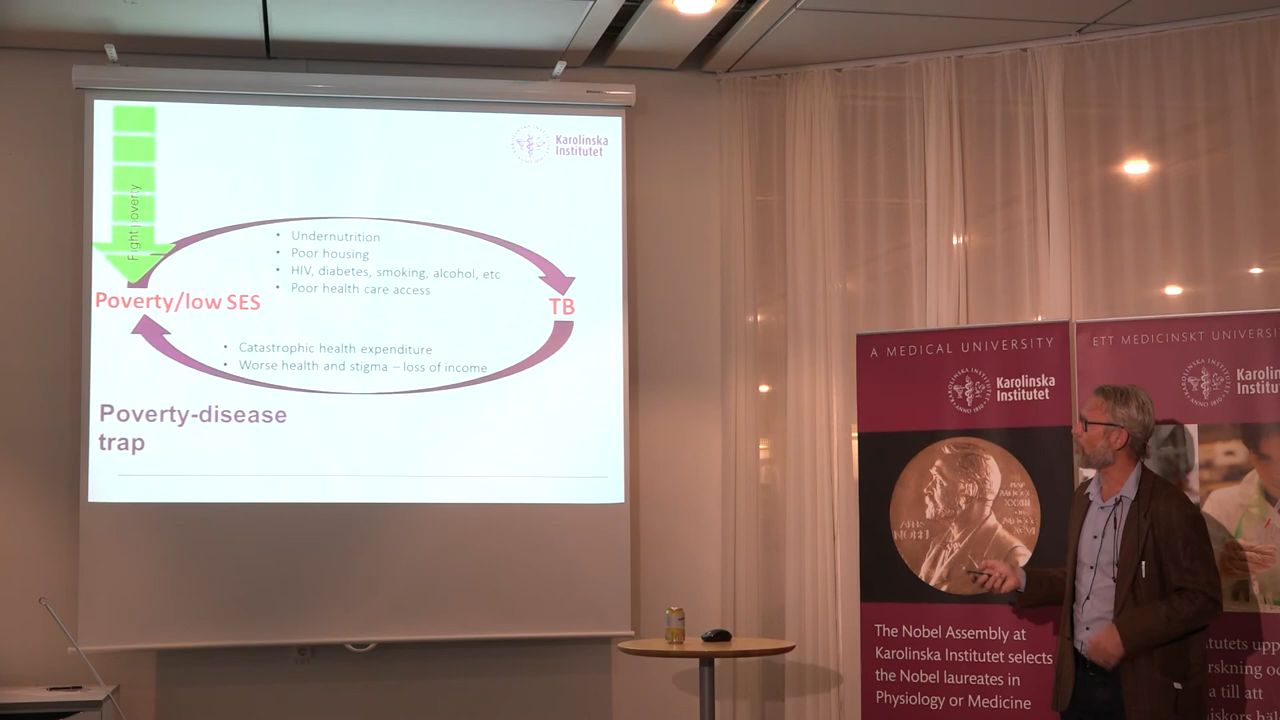 Karolinska
Institutet
Fight poverty
• Undernutrition
• Poor housing
• HIV, diabetes, smoking, alcohol, etc
• Poor health care access
Poverty/low SES
TB
• Catastrophic health expenditure
• Worse health and stigma – loss of income
Poverty-disease
trap
A MEDICAL UNIVERSITY
Karolinska
Institutet
The Nobel Assembly at
Karolinska Institutet selects
the Nobel laureates in
Physiology or Medicine
ETT MEDICINSKT UNIVERSI
Karolin
Institu